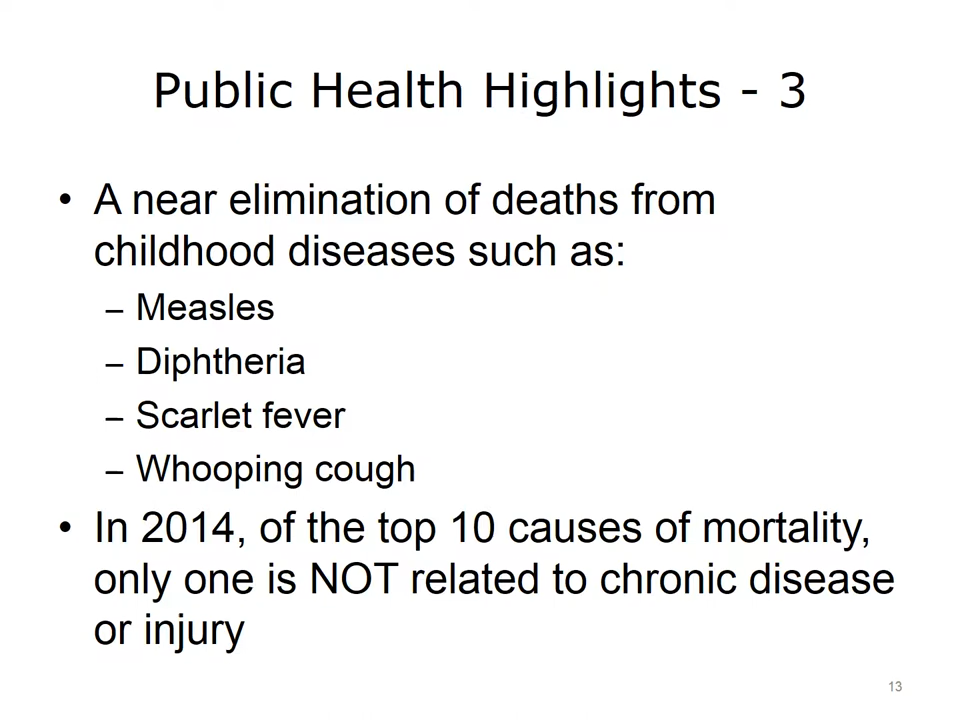 Public Health Highlights - 3
• A near elimination of deaths from
childhood diseases such as:
– Measles
– Diphtheria
– Scarlet fever
– Whooping cough
• In 2014, of the top 10 causes of mortality,
only one is NOT related to chronic disease
or injury
13